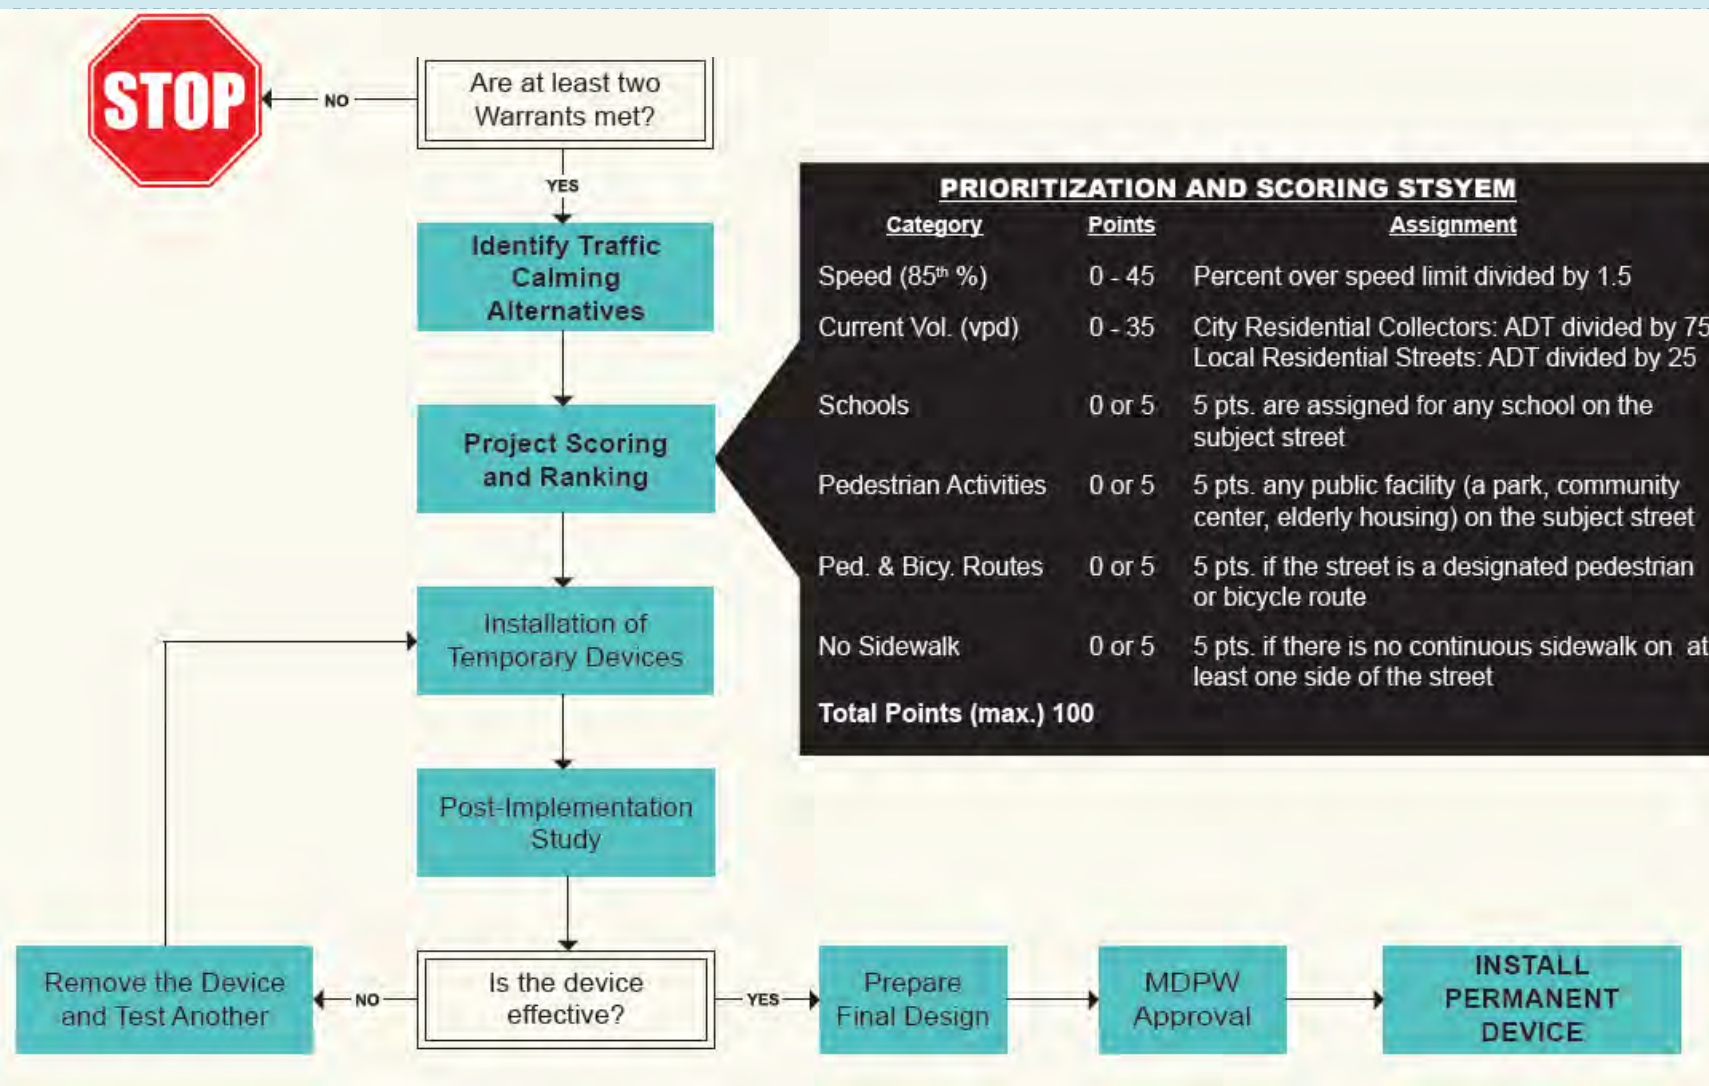 STOP
NO
Are at least two
Warrants met?
YES
Identify Traffic
Calming
Alternatives
Project Scoring
and Ranking
PRIORITIZATION AND SCORING STSYEM
Category Points Assignment
Speed (85th %) 0 - 45 Percent over speed limit divided by 1.5
Current Vol. (vpd) 0 - 35 City Residential Collectors: ADT divided by 75
Local Residential Streets: ADT divided by 25
Schools 0 or 5 5 pts. are assigned for any school on the
subject street
Pedestrian Activities 0 or 5 5 pts. any public facility (a park, community
center, elderly housing) on the subject street
Ped. & Bicy. Routes 0 or 5 5 pts. if the street is a designated pedestrian
or bicycle route
No Sidewalk 0 or 5 5 pts. if there is no continuous sidewalk on at
least one side of the street
Total Points (max.) 100
Installation of
Temporary Devices
Post-Implementation
Study
Is the device
effective?
NO
Remove the Device
and Test Another
YES
Prepare
Final Design
MDPW
Approval
INSTALL
PERMANENT
DEVICE